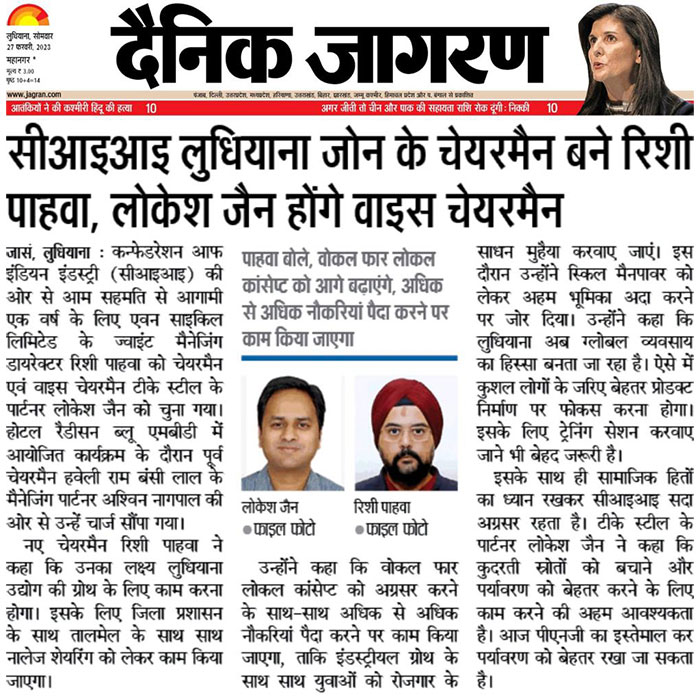 लुधियाना, सोमवार
27 फरवरी, 2023
महानगर *
मूल्य ₹ 3.00
पृष्ठ 10+4=14
दैनिक जागरण
www.jagran.com
पंजाब, दिल्ली, उत्तरप्रदेश, मध्यप्रदेश, हरियाणा, उत्तराखंड, बिहार, झारखंड, जम्मू कश्मीर, हिमाचल प्रदेश और प. बंगाल से प्रकाशित
आतंकियों ने की कश्मीरी हिंदू की हत्या 10
अगर जीती तो चीन और पाक की सहायता राशि रोक दूंगी: निक्की 10
सीआइआइ लुधियाना जोन के चेयरमैन बने रिशी
पाहवा, लोकेश जैन होंगे वाइस चेयरमैन
जासं, लुधियाना : कन्फेडरेशन आफ
इंडियन इंडस्ट्री (सीआइआइ) की
ओर से आम सहमति से आगामी
एक वर्ष के लिए एवन साइकिल
लिमिटेड के ज्वाइंट मैनेजिंग
डायरेक्टर रिशी पाहवा को चेयरमैन
एवं वाइस चेयरमैन टीके स्टील के
पार्टनर लोकेश जैन को चुना गया।
होटल रैडीसन ब्लू एमबीडी में
आयोजित कार्यक्रम के दौरान पूर्व
चेयरमैन हवेली राम बंसी लाल के
मैनेजिंग पार्टनर अश्विन नागपाल की
ओर से उन्हें चार्ज सौंपा गया।
नए चेयरमैन रिशी पाहवा ने
कहा कि उनका लक्ष्य लुधियाना
उद्योग की ग्रोथ के लिए काम करना
होगा। इसके लिए जिला प्रशासन
के साथ तालमेल के साथ साथ
नालेज शेयरिंग को लेकर काम किया
जाएगा।
पाहवा बोले, वोकल फार लोकल
कांसेप्ट को आगे बढ़ाएंगे, अधिक
से अधिक नौकरियां पैदा करने पर
काम किया जाएगा
लोकेश जैन
● फाइल फोटो
रिशी पाहवा
● फाइल फोटो
उन्होंने कहा कि वोकल फार
लोकल कांसेप्ट को अग्रसर करने
के साथ-साथ अधिक से अधिक
नौकरियां पैदा करने पर काम किया
जाएगा, ताकि इंडस्ट्रीयल ग्रोथ के
साथ साथ युवाओं को रोजगार के
साधन मुहैया करवाए जाएं। इस
दौरान उन्होंने स्किल मैनपावर को
लेकर अहम भूमिका अदा करने
पर जोर दिया। उन्होंने कहा कि
लुधियाना अब ग्लोबल व्यवसाय
का हिस्सा बनता जा रहा है। ऐसे में
कुशल लोगों के जरिए बेहतर प्रोडक्ट
निर्माण पर फोकस करना होगा।
इसके लिए ट्रेनिंग सेशन करवाए
जाने भी बेहद जरूरी है।
इसके साथ ही सामाजिक हितों
का ध्यान रखकर सीआइआइ सदा
अग्रसर रहता है। टीके स्टील के
पार्टनर लोकेश जैन ने कहा कि
कुदरती स्रोतों को बचाने और
पर्यावरण को बेहतर करने के लिए
काम करने की अहम आवश्यकता
है। आज पीएनजी का इस्तेमाल कर
पर्यावरण को बेहतर रखा जा सकता
है।